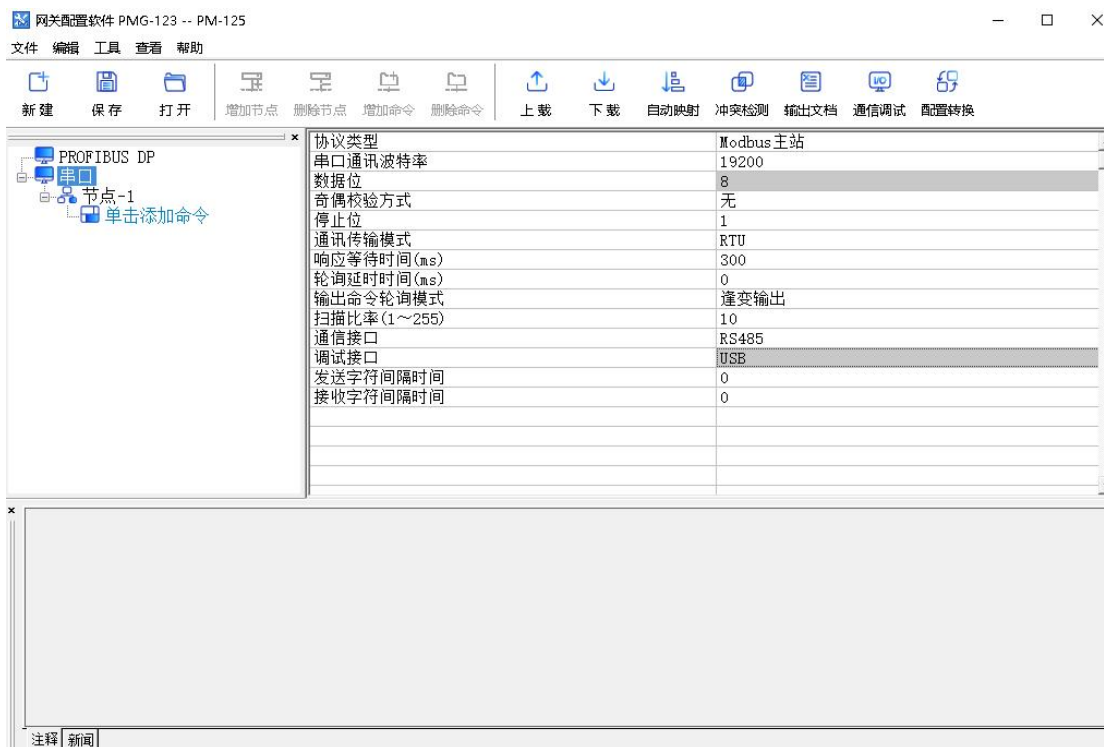 网关配置软件 PMG-123 -- PM-125
文件 编辑 工具 查看 帮助
新建 保存 打开 增加节点 删除节点 增加命令 删除命令 上载 下载 自动映射 冲突检测 输出文档 通信调试 配置转换
PROFIBUS DP
串口
节点-1
单击添加命令
协议类型 Modbus主站
串口通讯波特率 19200
数据位 8
奇偶校验方式 无
停止位 1
通讯传输模式 RTU
响应等待时间(ms) 300
轮询延时时间(ms) 0
输出命令轮询模式 逢变输出
扫描比率(1～255) 10
通信接口 RS485
调试接口 USB
发送字符间隔时间 0
接收字符间隔时间 0
注释 新闻